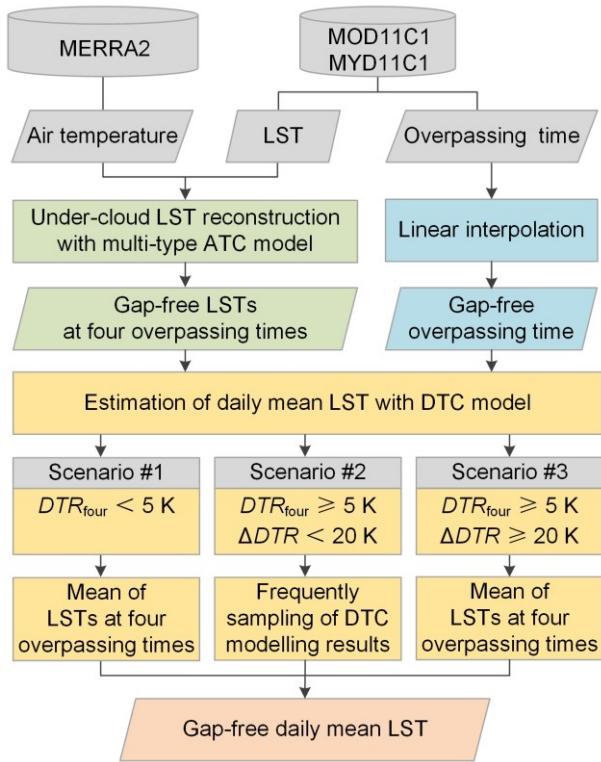 MERRA2
MOD11C1
MYD11C1
Air temperature
LST
Overpassing time
Under-cloud LST reconstruction
with multi-type ATC model
Linear interpolation
Gap-free LSTs
at four overpassing times
Gap-free
overpassing time
Estimation of daily mean LST with DTC model
Scenario #1
DTRfour < 5 K
Scenario #2
DTRfour ⩾ 5 K
ΔDTR < 20 K
Scenario #3
DTRfour ⩾ 5 K
ΔDTR ⩾ 20 K
Mean of
LSTs at four
overpassing times
Frequently
sampling of DTC
modelling results
Mean of
LSTs at four
overpassing times
Gap-free daily mean LST